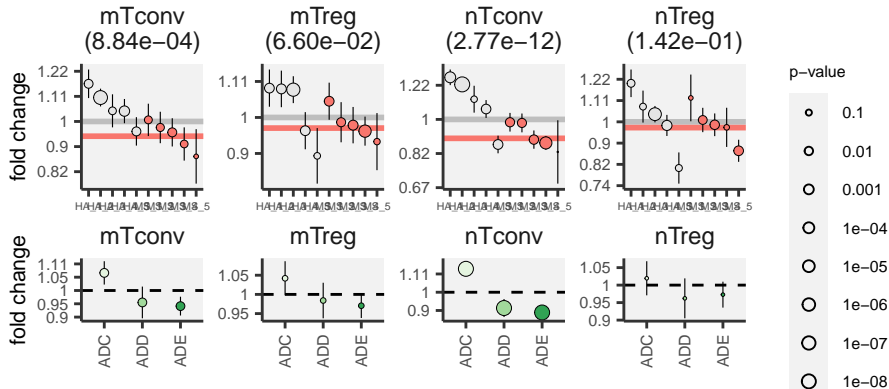 mTconv
(8.84e−04)
mTreg
(6.60e−02)
nTconv
(2.77e−12)
nTreg
(1.42e−01)
fold change
1.22
1.11
1
0.9
0.82
1.11
1
0.9
1.22
1
0.82
0.67
1.22
1.11
1
0.9
0.82
0.74
mTconv
mTreg
nTconv
nTreg
fold change
1.11
1.05
1
0.95
0.9
1.05
1
0.95
1.11
1
0.9
1.05
1
0.95
0.9
ADC
ADD
ADE
ADC
ADD
ADE
ADC
ADD
ADE
ADC
ADD
ADE
p−value
0.1
0.01
0.001
1e−04
1e−05
1e−06
1e−07
1e−08